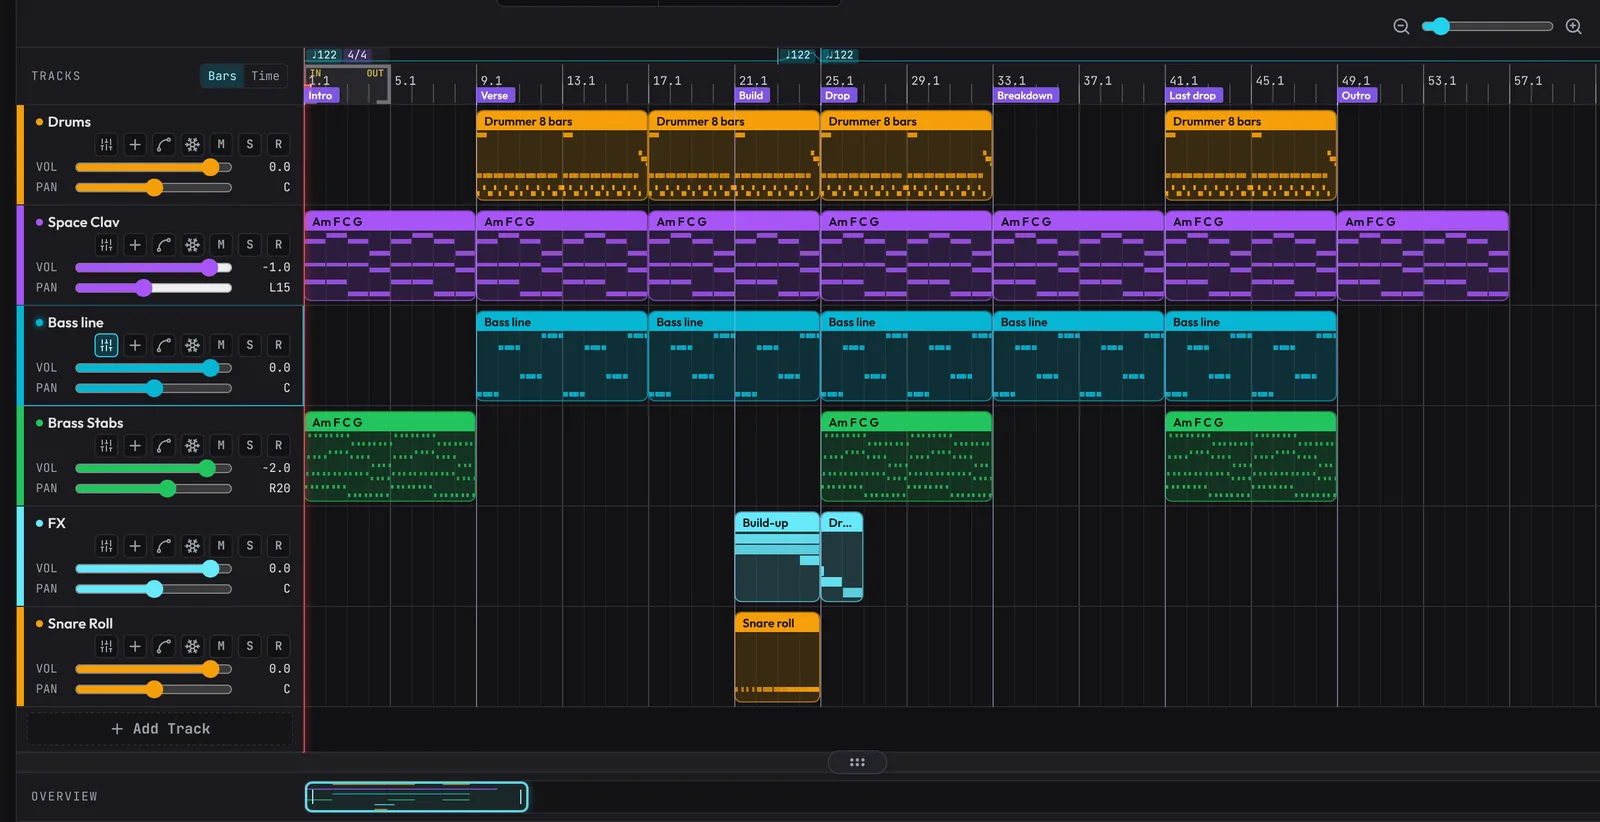 ♩122 4/4 ♩122 ♩122
TRACKS Bars Time
IN OUT
1.1 5.1 9.1 13.1 17.1 21.1 25.1 29.1 33.1 37.1 41.1 45.1 49.1 53.1 57.1
Intro Verse Build Drop Breakdown Last drop Outro
Drums
M S R
VOL 0.0
PAN C
Drummer 8 bars Drummer 8 bars Drummer 8 bars Drummer 8 bars
Space Clav
M S R
VOL -1.0
PAN L15
Am F C G Am F C G Am F C G Am F C G Am F C G Am F C G Am F C G
Bass line
M S R
VOL 0.0
PAN C
Bass line Bass line Bass line Bass line Bass line
Brass Stabs
M S R
VOL -2.0
PAN R20
Am F C G Am F C G Am F C G
FX
M S R
VOL 0.0
PAN C
Build-up Dr...
Snare Roll
M S R
VOL 0.0
PAN C
Snare roll
+ Add Track
OVERVIEW